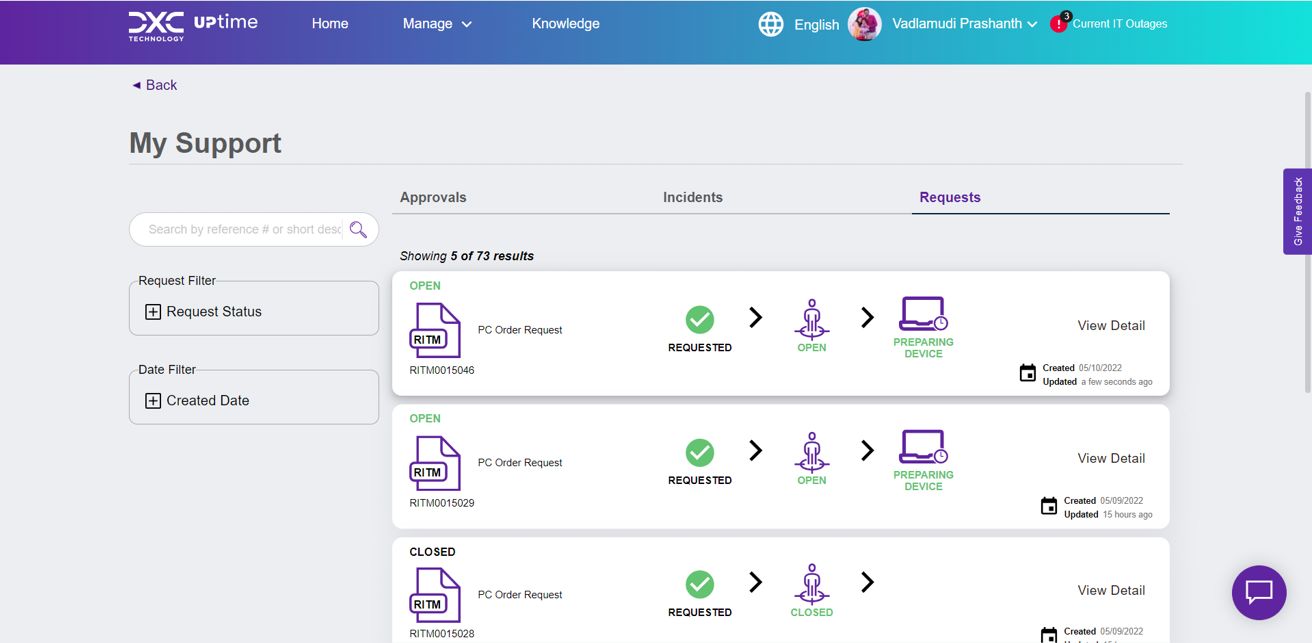 DXC UPtime
TECHNOLOGY
Home
Manage
Knowledge
English
Vadlamudi Prashanth
3
Current IT Outages
◄ Back
My Support
Give Feedback
Approvals
Incidents
Requests
Search by reference # or short desc
Request Filter
Request Status
Date Filter
Created Date
Showing 5 of 73 results
OPEN
RITM
RITM0015046
PC Order Request
REQUESTED
OPEN
PREPARING
DEVICE
View Detail
Created 05/10/2022
Updated a few seconds ago
OPEN
RITM
RITM0015029
PC Order Request
REQUESTED
OPEN
PREPARING
DEVICE
View Detail
Created 05/09/2022
Updated 15 hours ago
CLOSED
RITM
RITM0015028
PC Order Request
REQUESTED
CLOSED
View Detail
Created 05/09/2022